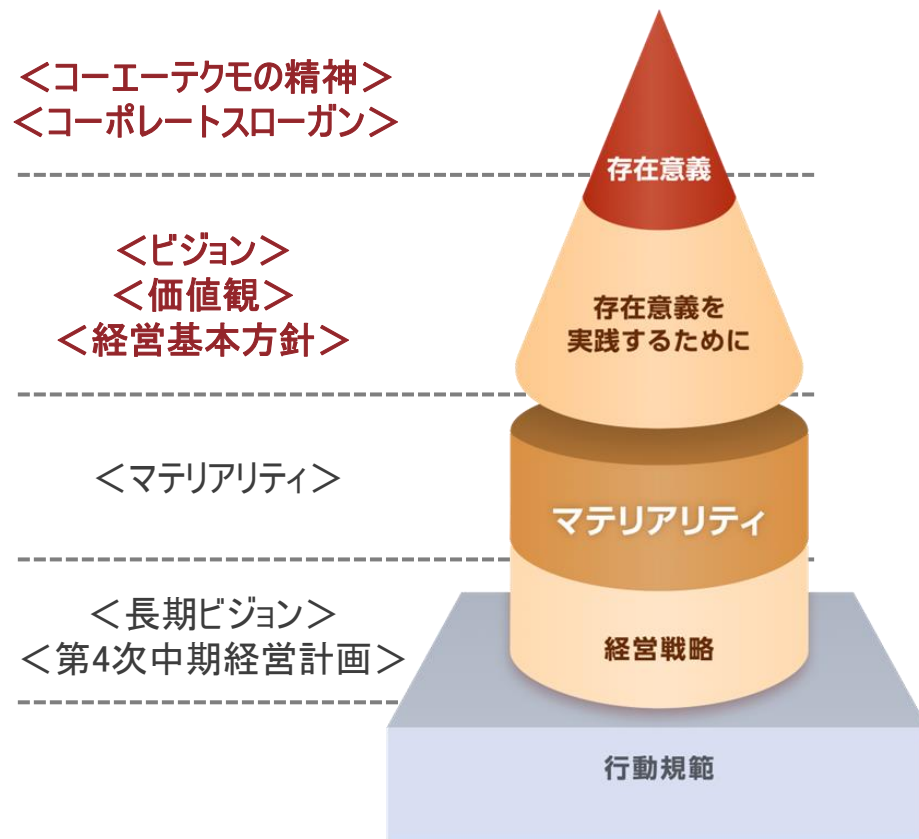 ＜コーエーテクモの精神＞
＜コーポレートスローガン＞
存在意義
＜ビジョン＞
＜価値観＞
＜経営基本方針＞
存在意義を
実践するために
＜マテリアリティ＞
マテリアリティ
＜長期ビジョン＞
＜第4次中期経営計画＞
経営戦略
行動規範